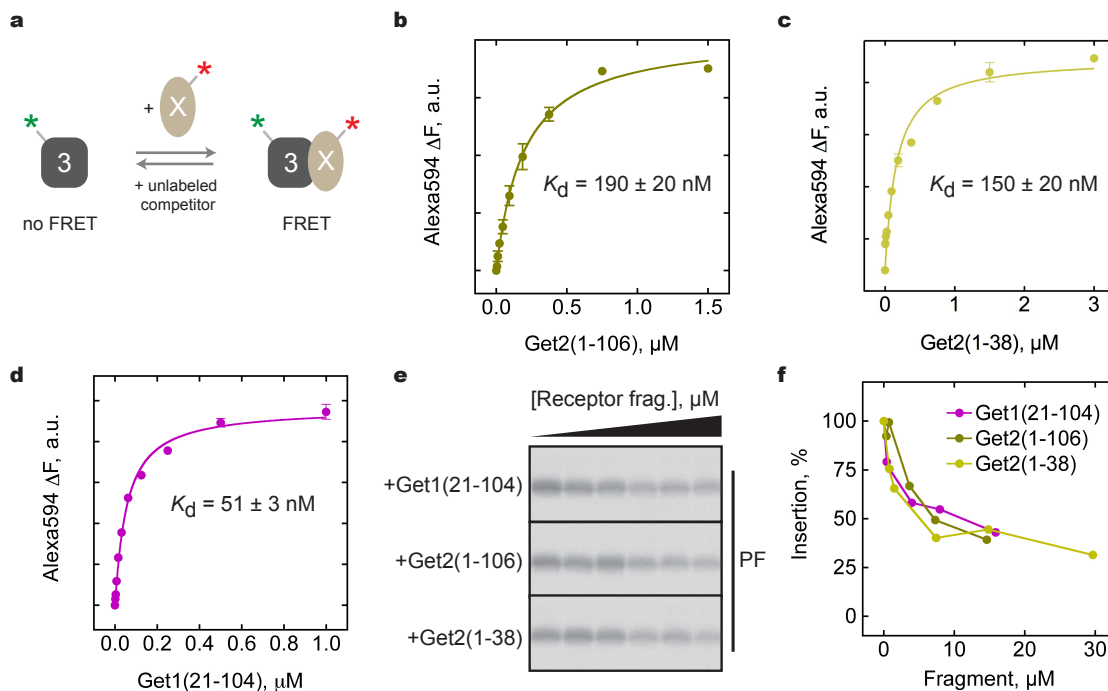 a
*
*
*
*
+
X
3
3
X
+ unlabeled
competitor
no FRET
FRET
b
Alexa594 ΔF, a.u.
Kd = 190 ± 20 nM
0.0 0.5 1.0 1.5
Get2(1-106), µM
c
Alexa594 ΔF, a.u.
Kd = 150 ± 20 nM
0 1 2 3
Get2(1-38), µM
d
Alexa594 ΔF, a.u.
Kd = 51 ± 3 nM
0.0 0.2 0.4 0.6 0.8 1.0
Get1(21-104), µM
e
[Receptor frag.], µM
+Get1(21-104)
+Get2(1-106)
+Get2(1-38)
PF
f
Insertion, %
100
75
50
25
0
Get1(21-104)
Get2(1-106)
Get2(1-38)
0 10 20 30
Fragment, µM